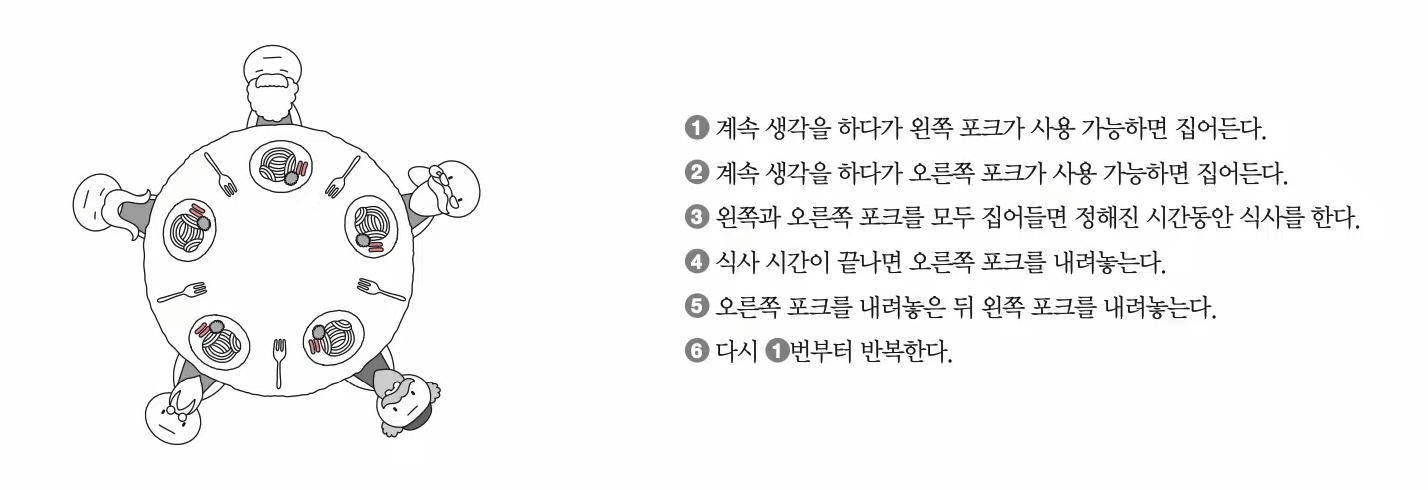 ❶ 계속 생각을 하다가 왼쪽 포크가 사용 가능하면 집어든다.
❷ 계속 생각을 하다가 오른쪽 포크가 사용 가능하면 집어든다.
❸ 왼쪽과 오른쪽 포크를 모두 집어들면 정해진 시간동안 식사를 한다.
❹ 식사 시간이 끝나면 오른쪽 포크를 내려놓는다.
❺ 오른쪽 포크를 내려놓은 뒤 왼쪽 포크를 내려놓는다.
❻ 다시 ❶번부터 반복한다.